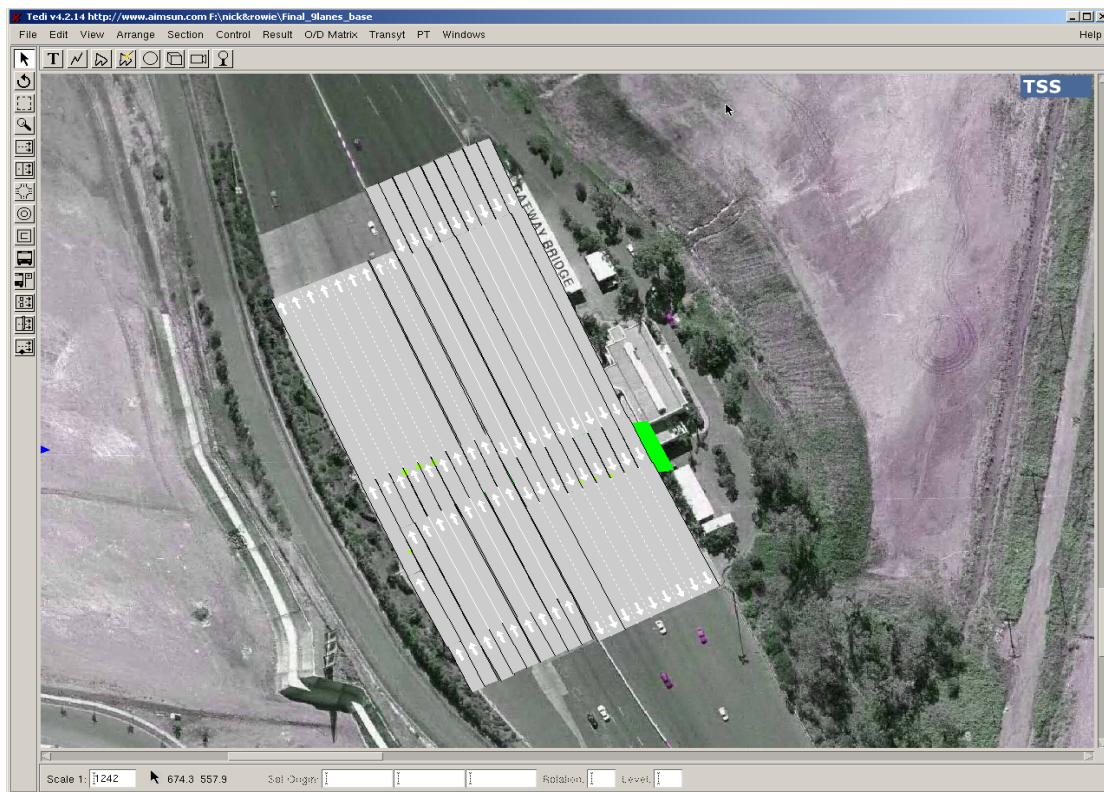 Tedi v4.2.14 http://www.aimsun.com F:\nick&rowie\Final_9lanes_base
File Edit View Arrange Section Control Result O/D Matrix Transyt PT Windows Help
T
TSS
GATWAY BRIDGE
Scale 1: 1242 674.3 557.9 Set Origin: Rotation: Level: